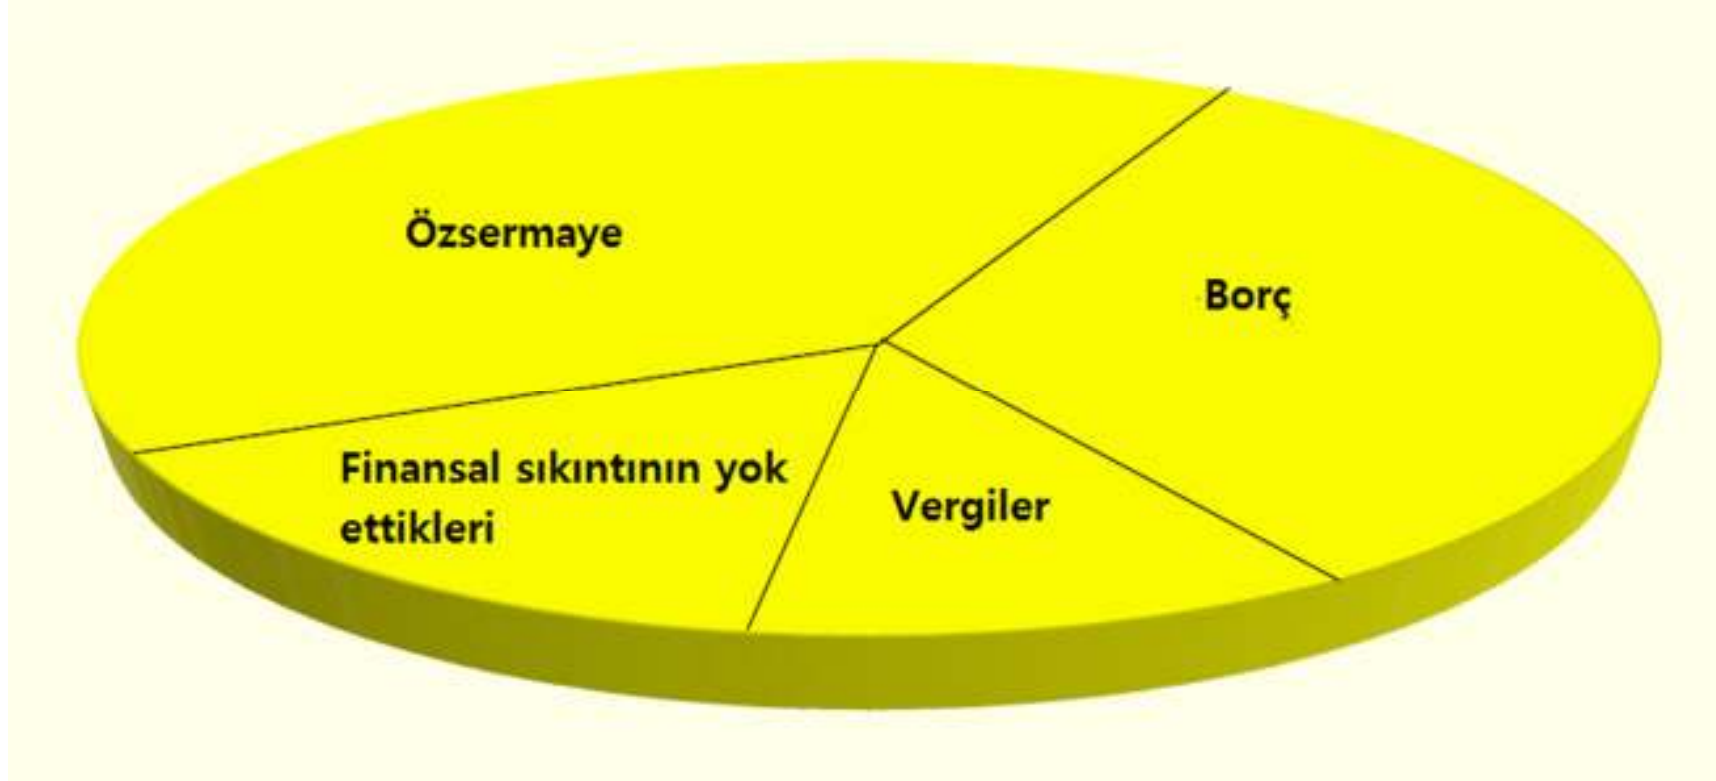 Özsermaye
Borç
Finansal sıkıntının yok
ettikleri
Vergiler